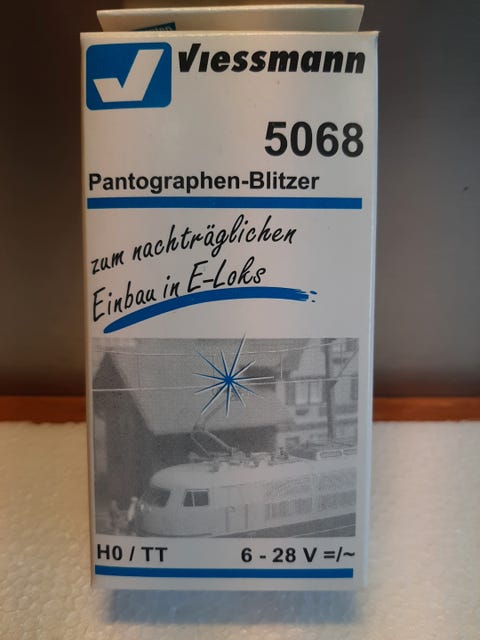 Viessmann
5068
Pantographen-Blitzer
zum nachträglichen
Einbau in E-Loks
H0 / TT 6 - 28 V =/~